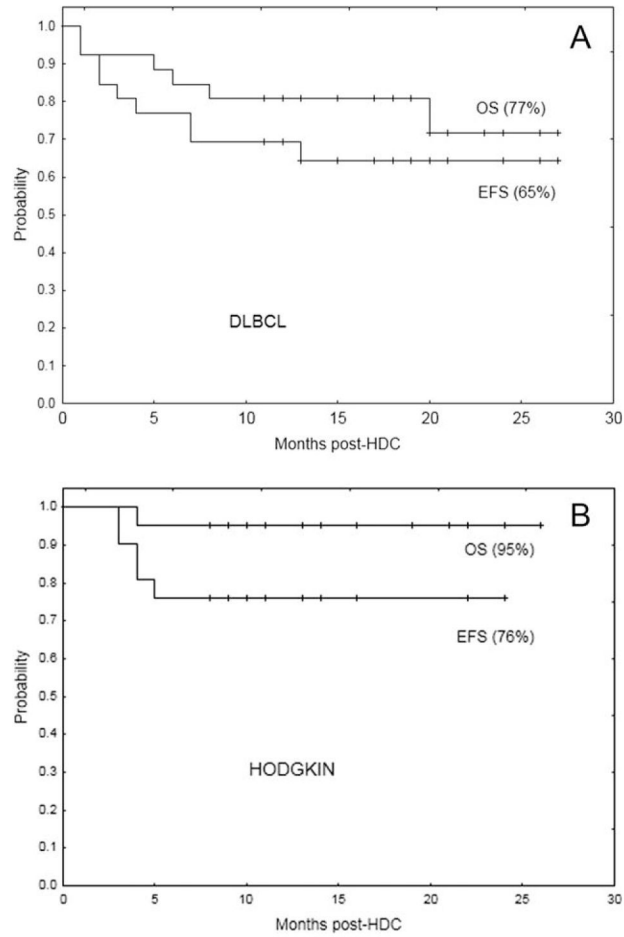 A
1.0
0.9
0.8
0.7
0.6
0.5
0.4
0.3
0.2
0.1
0.0
Probability
OS (77%)
EFS (65%)
DLBCL
0 5 10 15 20 25 30
Months post-HDC
B
1.0
0.9
0.8
0.7
0.6
0.5
0.4
0.3
0.2
0.1
0.0
Probability
OS (95%)
EFS (76%)
HODGKIN
0 5 10 15 20 25 30
Months post-HDC